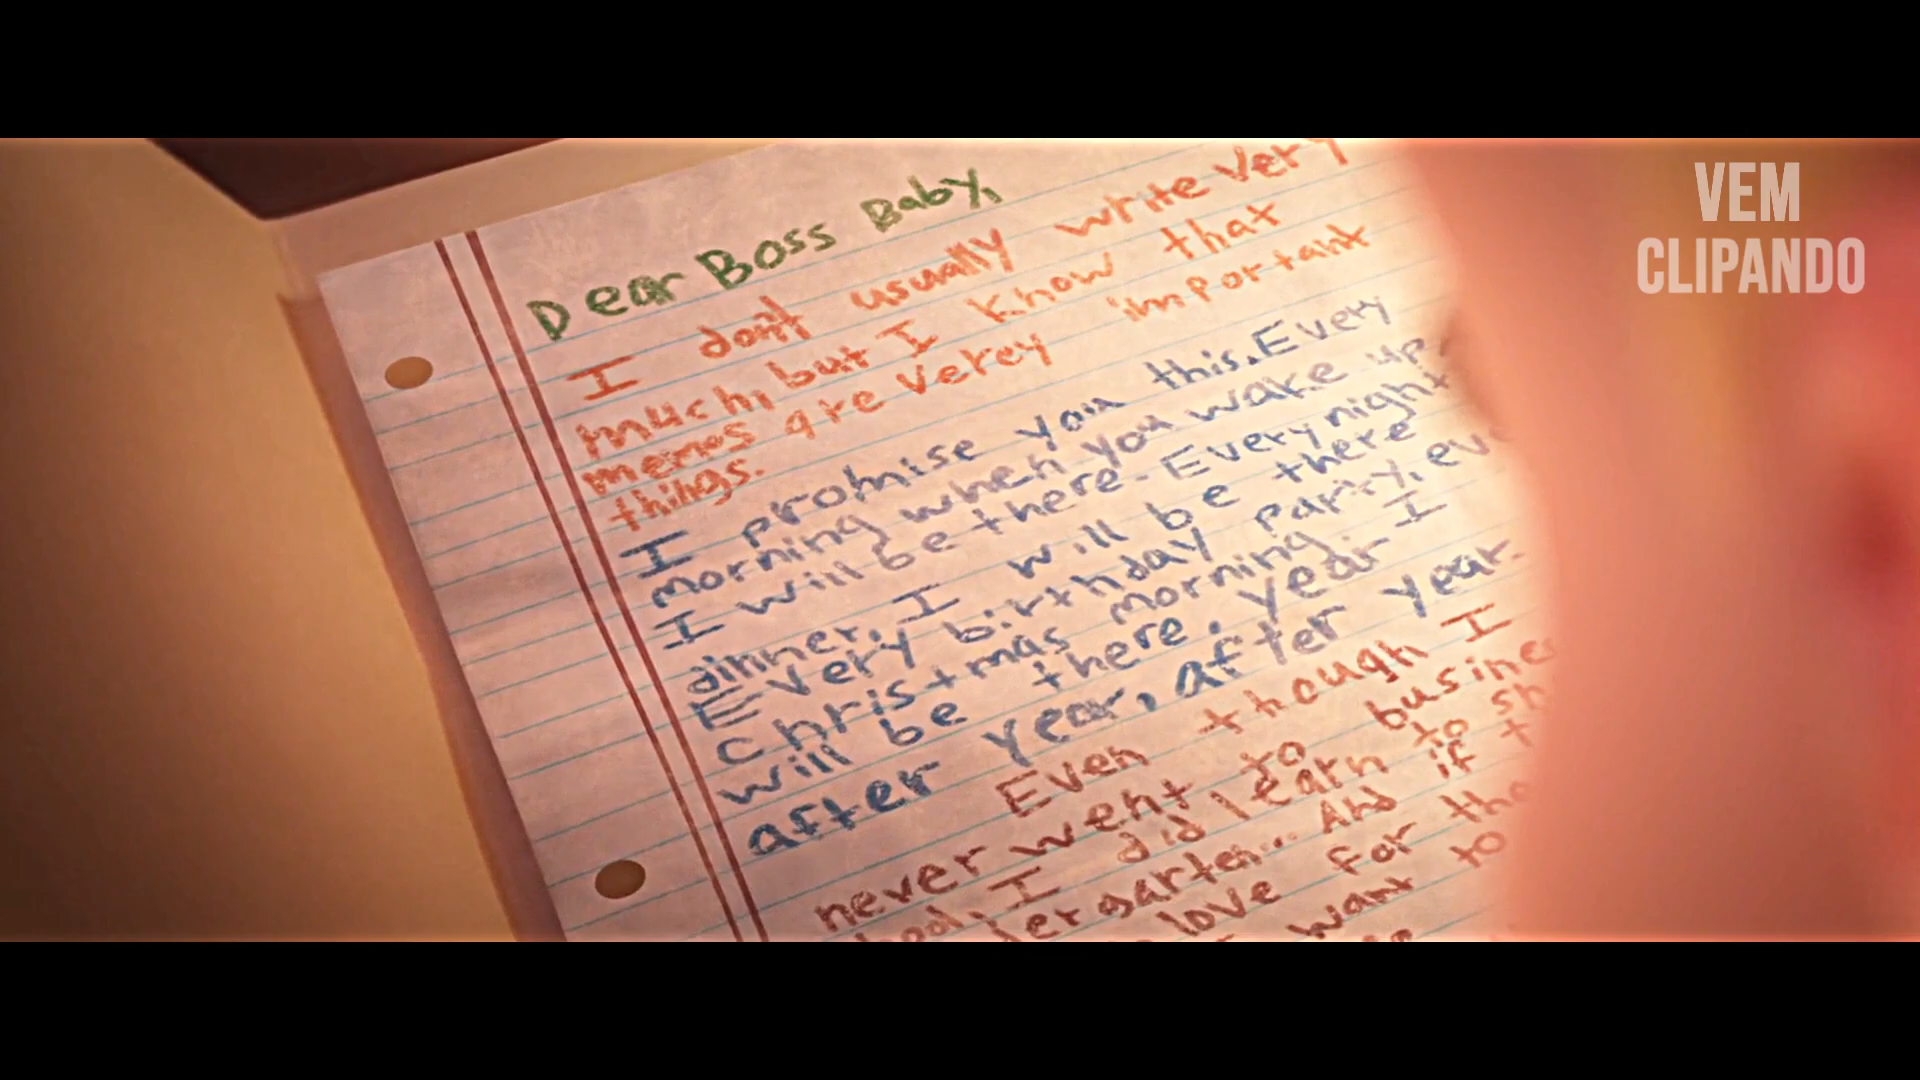 Dear Boss Baby,
I don't usually write very
much, but I know that
memos are verey important
things.
I promise you this. Every
morning when you wake up,
I will be there. Every night
dinner, I will be there
Every birthday party, ev
Christmas morning I
will be there. Year
after year, after year.
Even though I
never went to busine
I did learn to sh
And if t
love for the
want to
VEM
CLIPANDO